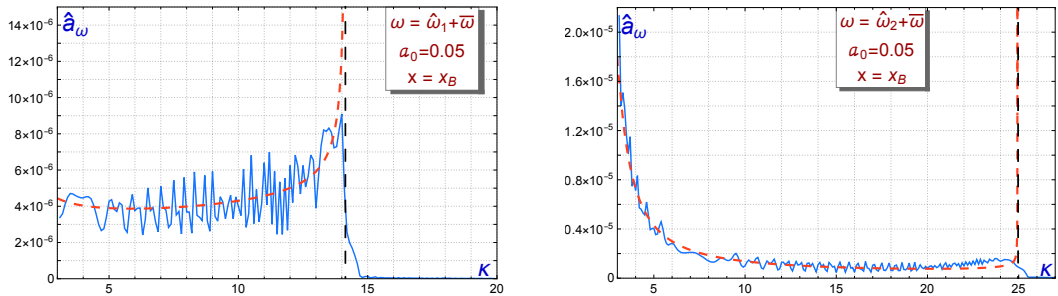 â_ω
ω = ω̂₁+ω̅
a₀=0.05
x = x_B
14.×10⁻⁶
12.×10⁻⁶
10.×10⁻⁶
8.×10⁻⁶
6.×10⁻⁶
4.×10⁻⁶
2.×10⁻⁶
0
5 10 15 20
κ
â_ω
ω = ω̂₂+ω̅
a₀=0.05
x = x_B
2.0×10⁻⁵
1.6×10⁻⁵
1.2×10⁻⁵
0.8×10⁻⁵
0.4×10⁻⁵
0
5 10 15 20 25
κ